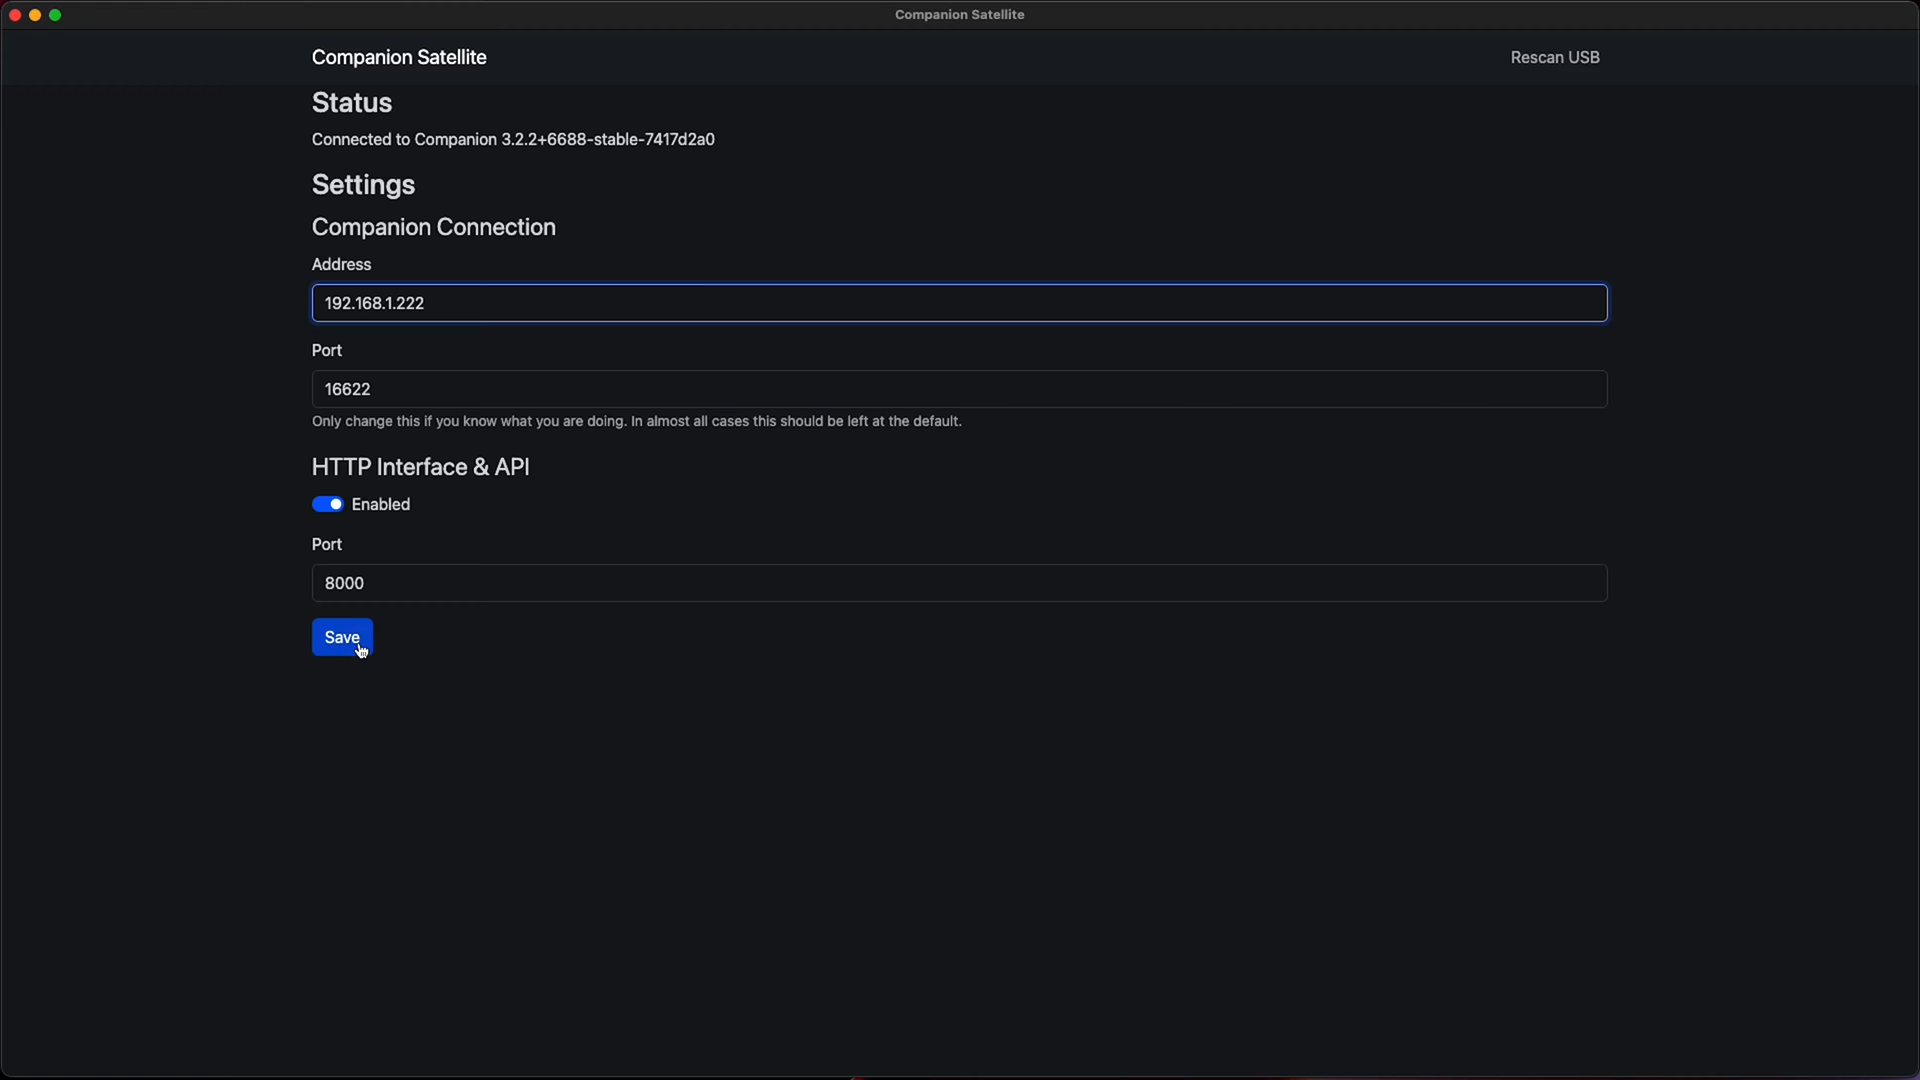 Companion Satellite
Companion Satellite
Rescan USB
Status
Connected to Companion 3.2.2+6688-stable-7417d2a0
Settings
Companion Connection
Address
192.168.1.222
Port
16622
Only change this if you know what you are doing. In almost all cases this should be left at the default.
HTTP Interface & API
Enabled
Port
8000
Save